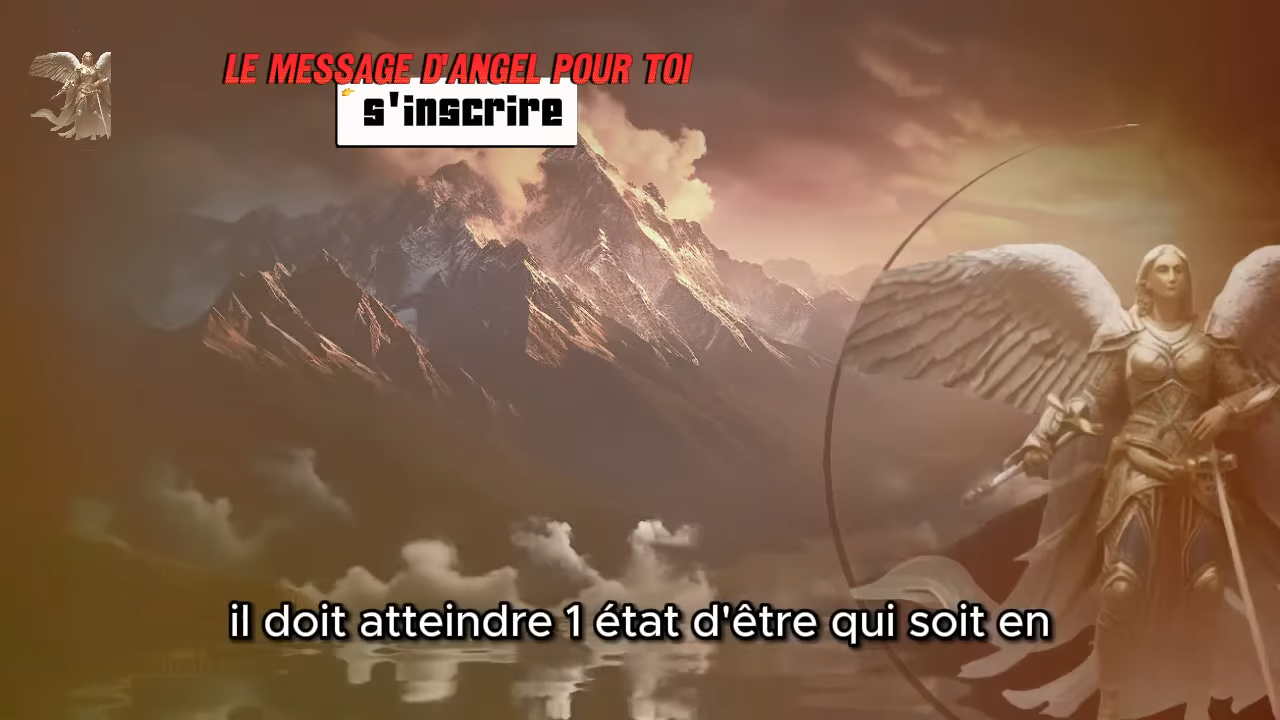 LE MESSAGE D'ANGEL POUR TOI
s'inscrire
il doit atteindre 1 état d'être qui soit en